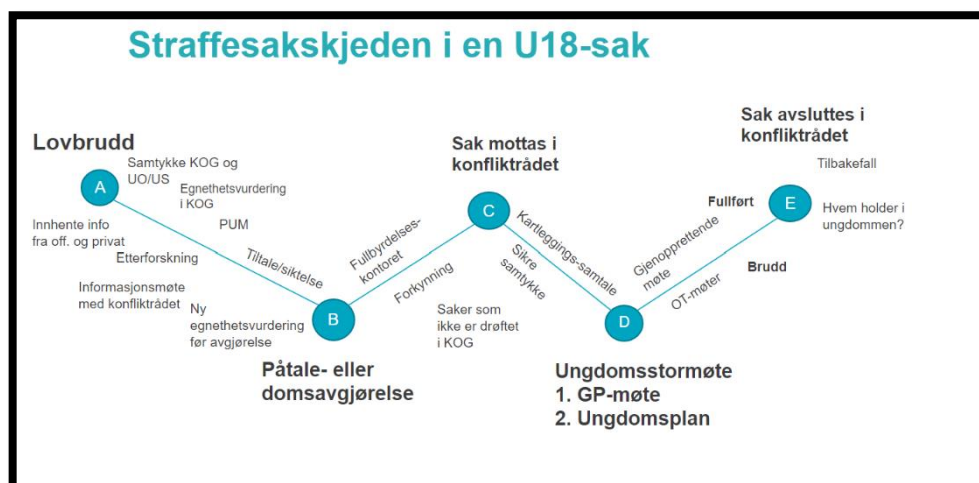 Straffesakskjeden i en U18-sak
Lovbrudd
A
Samtykke KOG og
UO/US
Egnethetsvurdering
i KOG
PUM
Tiltale/siktelse
Innhente info
fra off. og privat
Etterforskning
Informasjonsmøte
med konfliktrådet
Ny
egnethetsvurdering
før avgjørelse
B
Påtale- eller
domsavgjørelse
Fullbyrdelses-
kontoret
Forkynning
Saker som
ikke er drøftet
i KOG
Sak mottas i
konfliktrådet
C
Kartleggings-samtale
Sikre
samtykke
D
Ungdomsstormøte
1. GP-møte
2. Ungdomsplan
Gjenopprettende
møte
OT-møter
Fullført
Brudd
Sak avsluttes i
konfliktrådet
E
Tilbakefall
Hvem holder i
ungdommen?